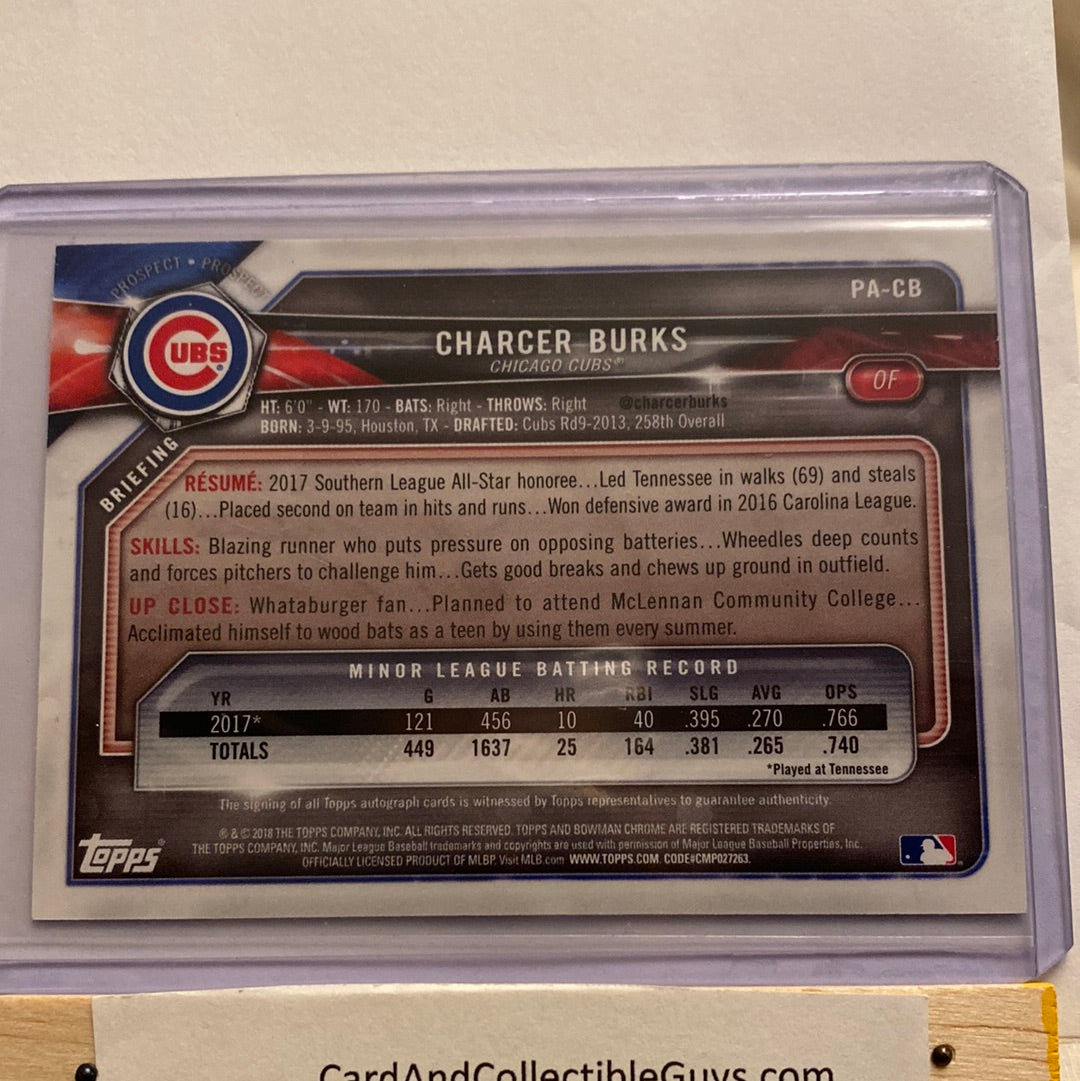 PROSPECT • PROSPECT
PA-CB
CUBS®
CHARCER BURKS
CHICAGO CUBS®
OF
HT: 6'0" - WT: 170 - BATS: Right - THROWS: Right @charcerburks
BORN: 3-9-95, Houston, TX - DRAFTED: Cubs Rd9-2013, 258th Overall
BRIEFING
RÉSUMÉ: 2017 Southern League All-Star honoree...Led Tennessee in walks (69) and steals
(16)...Placed second on team in hits and runs...Won defensive award in 2016 Carolina League.
SKILLS: Blazing runner who puts pressure on opposing batteries...Wheedles deep counts
and forces pitchers to challenge him...Gets good breaks and chews up ground in outfield.
UP CLOSE: Whataburger fan...Planned to attend McLennan Community College...
Acclimated himself to wood bats as a teen by using them every summer.
MINOR LEAGUE BATTING RECORD
YR G AB HR RBI SLG AVG OPS
2017* 121 456 10 40 .395 .270 .766
TOTALS 449 1637 25 164 .381 .265 .740
*Played at Tennessee
The signing of all Topps autograph cards is witnessed by Topps representatives to guarantee authenticity.
® & © 2018 THE TOPPS COMPANY, INC. ALL RIGHTS RESERVED. TOPPS AND BOWMAN CHROME ARE REGISTERED TRADEMARKS OF
THE TOPPS COMPANY, INC. Major League Baseball trademarks and copyrights are used with permission of Major League Baseball Properties, Inc.
OFFICIALLY LICENSED PRODUCT OF MLBP. Visit MLB.com WWW.TOPPS.COM. CODE#CMP027263.
Topps®
CardAndCollectibleGuys.com